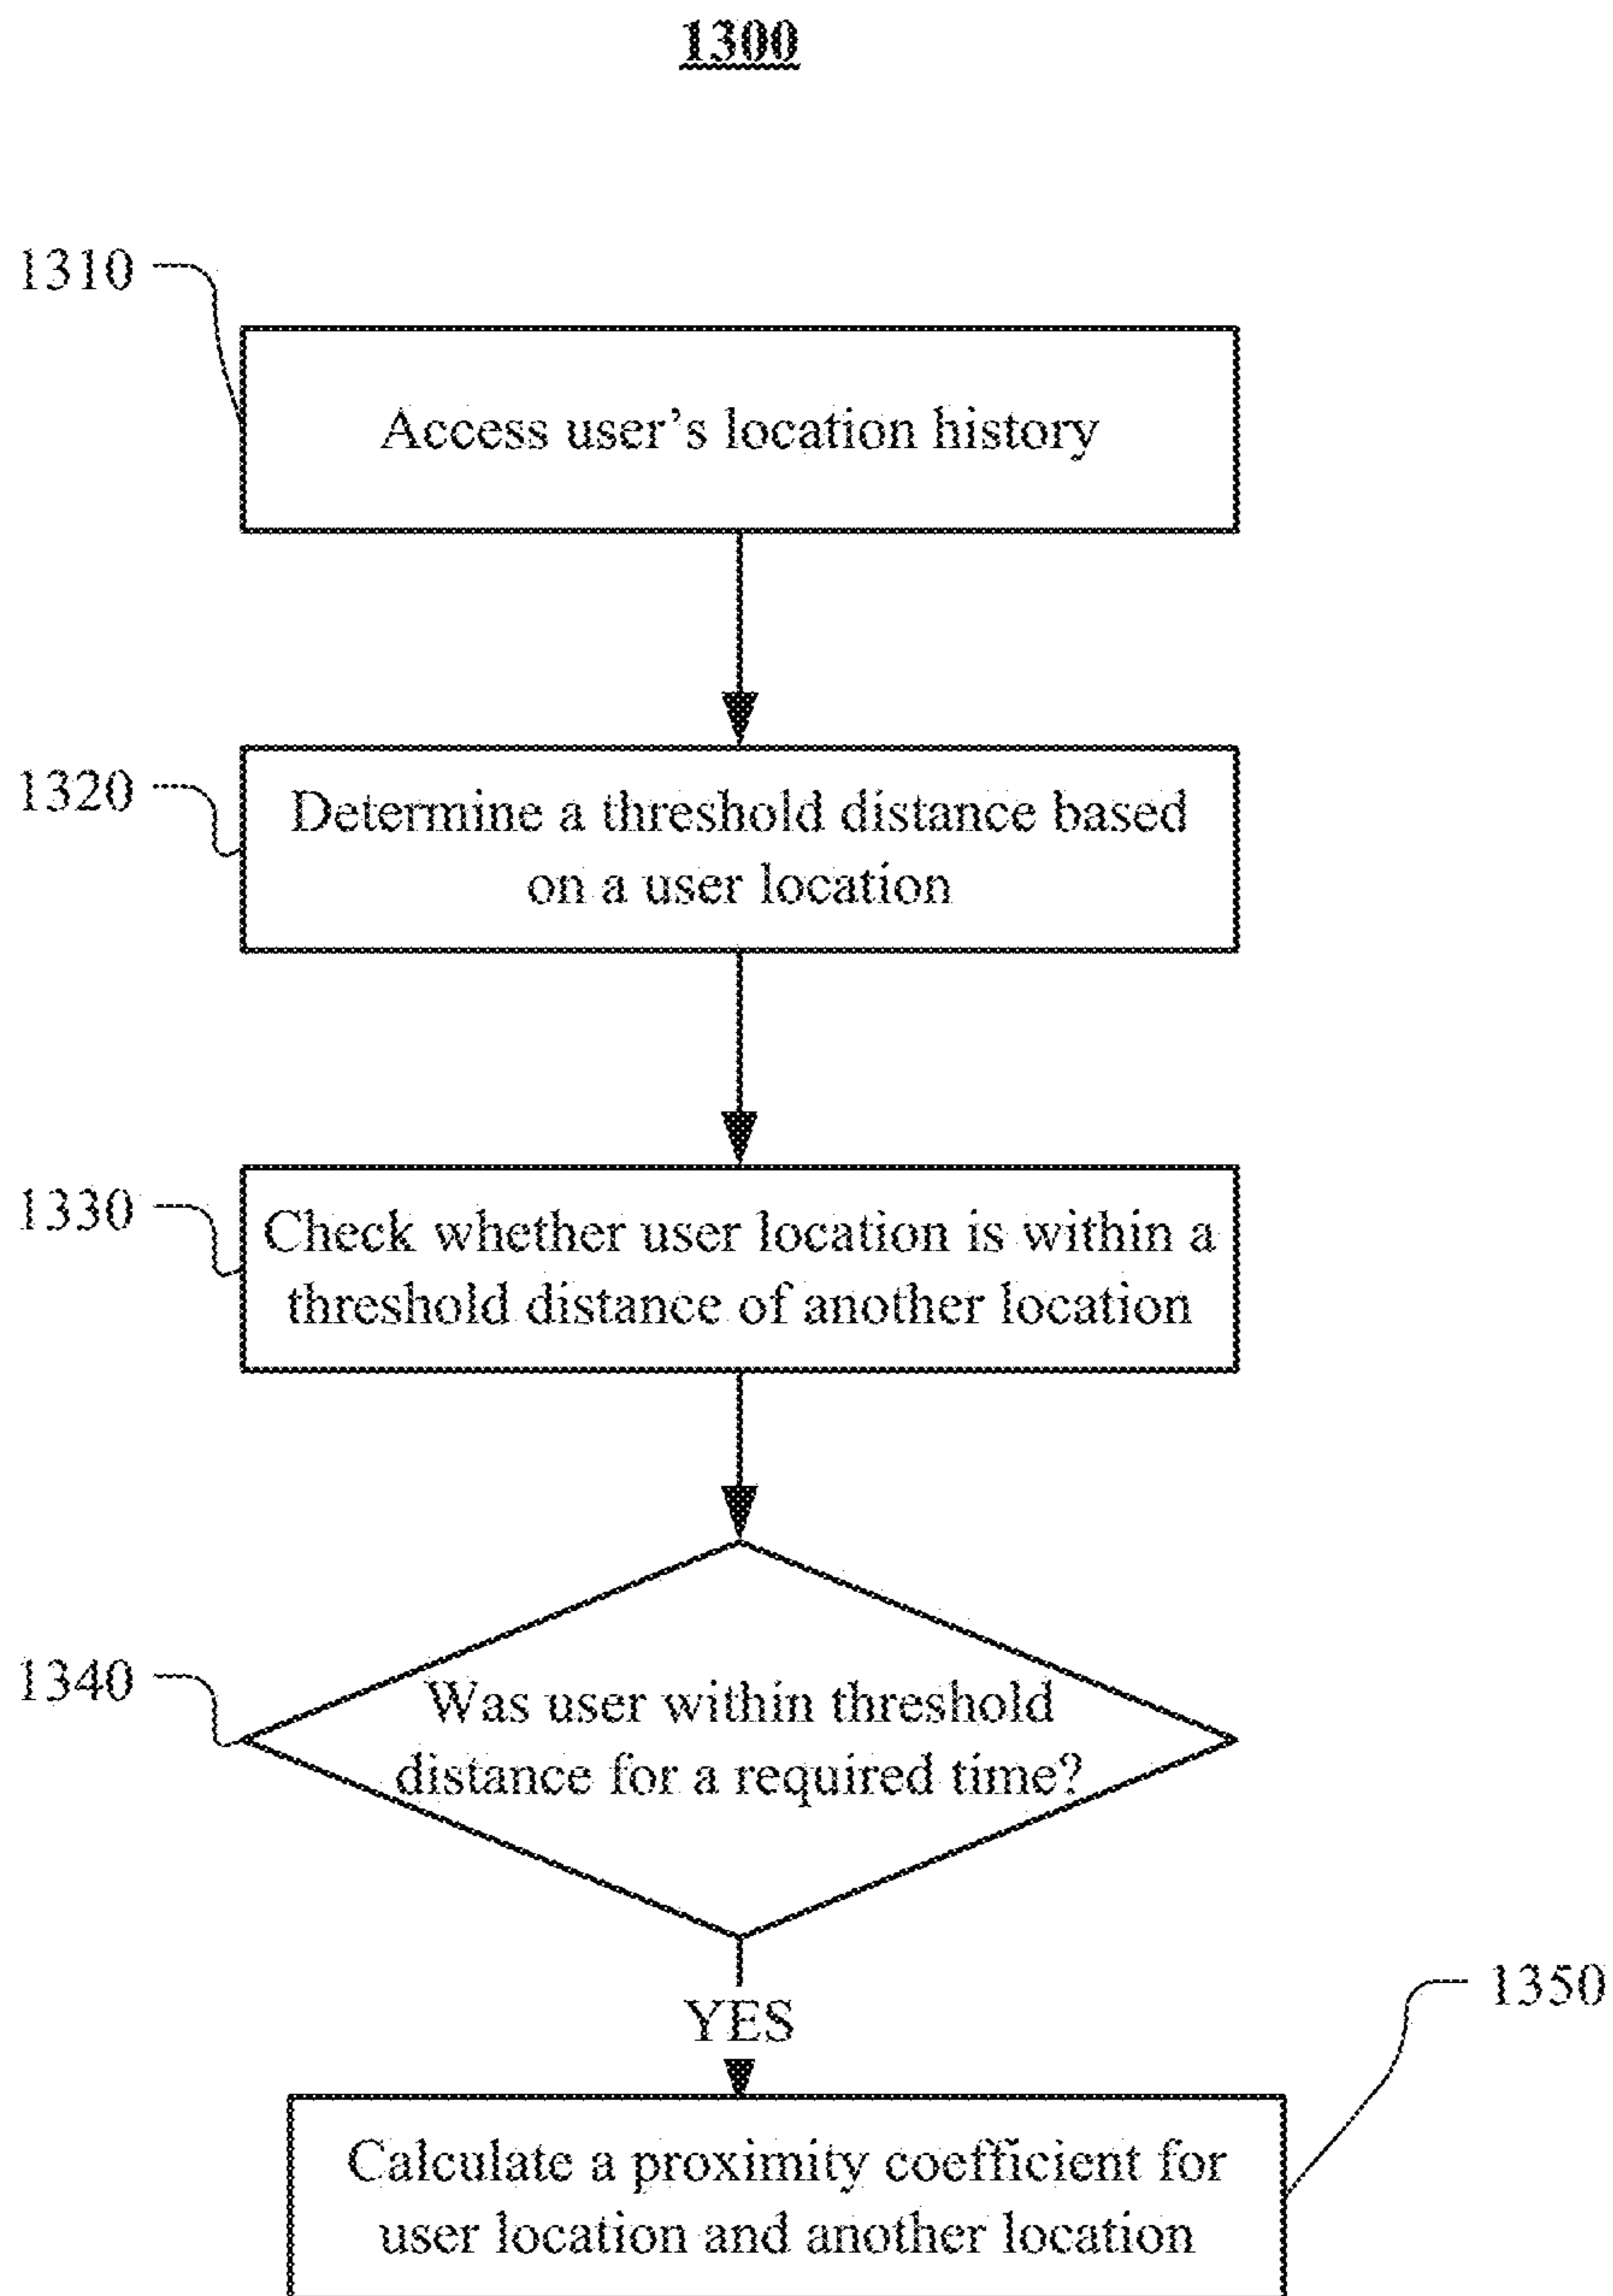 1300
1310
Access user's location history
1320
Determine a threshold distance based
on a user location
1330
Check whether user location is within a
threshold distance of another location
1340
Was user within threshold
distance for a required time?
YES
1350
Calculate a proximity coefficient for
user location and another location